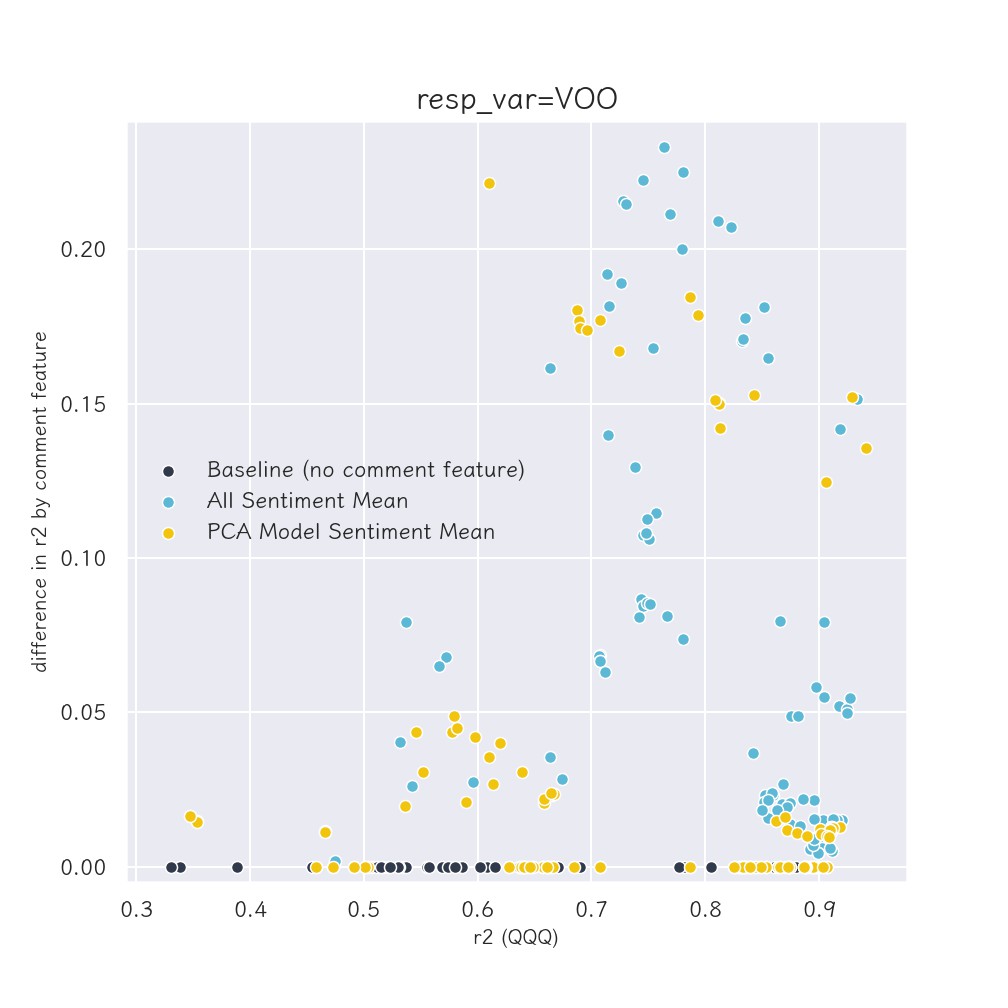 resp_var=VOO
difference in r2 by comment feature
0.20
0.15
0.10
0.05
0.00
Baseline (no comment feature)
All Sentiment Mean
PCA Model Sentiment Mean
0.3 0.4 0.5 0.6 0.7 0.8 0.9
r2 (QQQ)